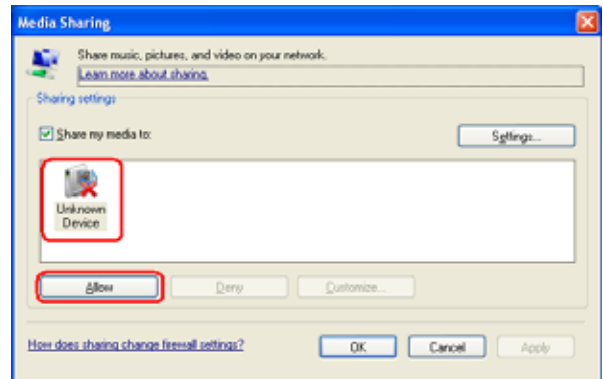 Media Sharing
Share music, pictures, and video on your network.
Learn more about sharing.
Sharing settings
Share my media to:
Settings...
Unknown
Device
Allow
Deny
Customize...
How does sharing change firewall settings?
OK
Cancel
Apply